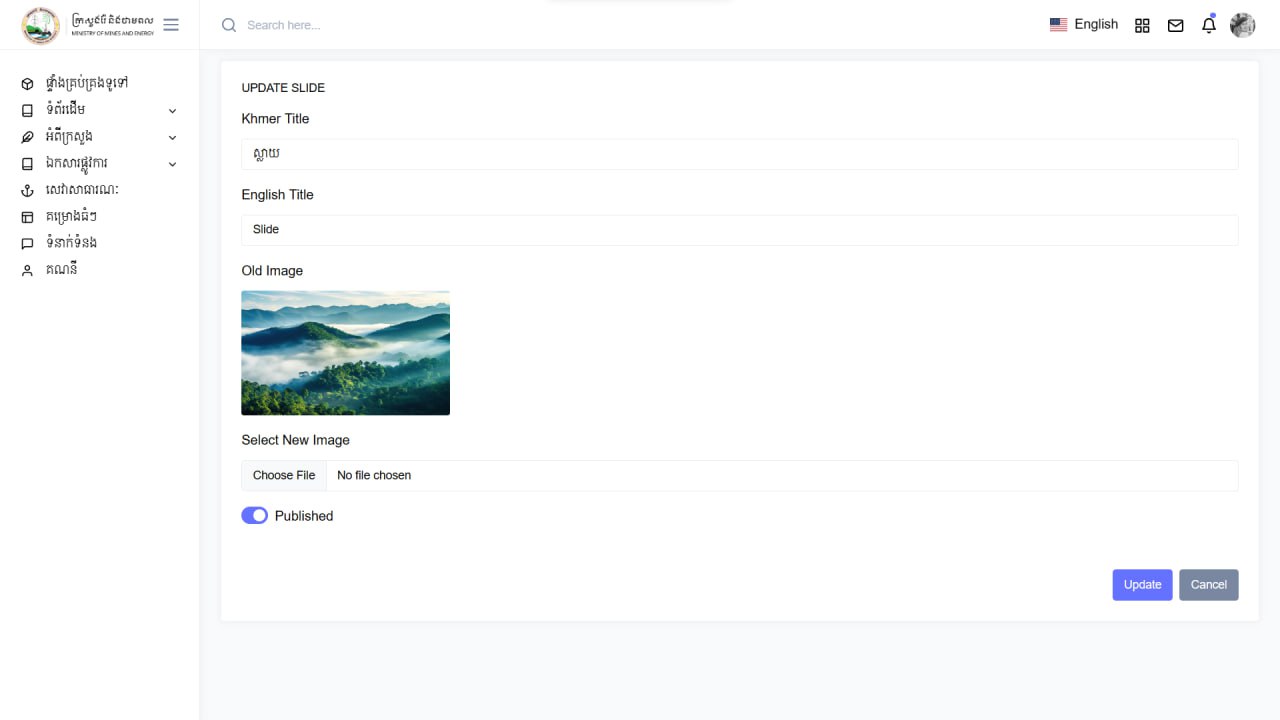 ក្រសួងរ៉ែ និងថាមពល
MINISTRY OF MINES AND ENERGY
Search here...
English
ផ្ទាំងគ្រប់គ្រងទូទៅ
ទំព័រដើម
អំពីក្រសួង
ឯកសារផ្លូវការ
សេវាសាធារណៈ
គម្រោងធំៗ
ទំនាក់ទំនង
គណនី
UPDATE SLIDE
Khmer Title
ស្លាយ
English Title
Slide
Old Image
Select New Image
Choose File No file chosen
Published
Update Cancel